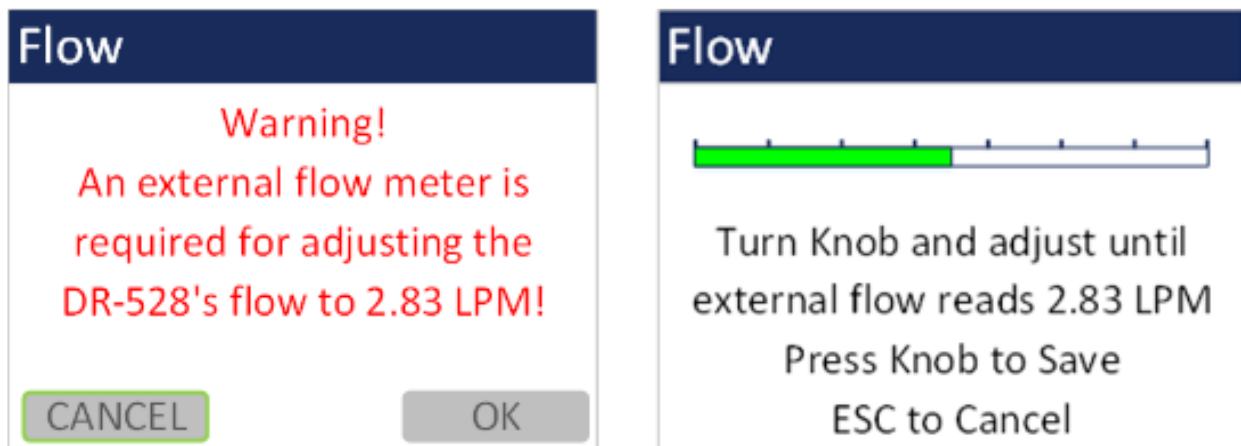 Flow
Warning!
An external flow meter is
required for adjusting the
DR-528's flow to 2.83 LPM!
CANCEL
OK
Flow
Turn Knob and adjust until
external flow reads 2.83 LPM
Press Knob to Save
ESC to Cancel